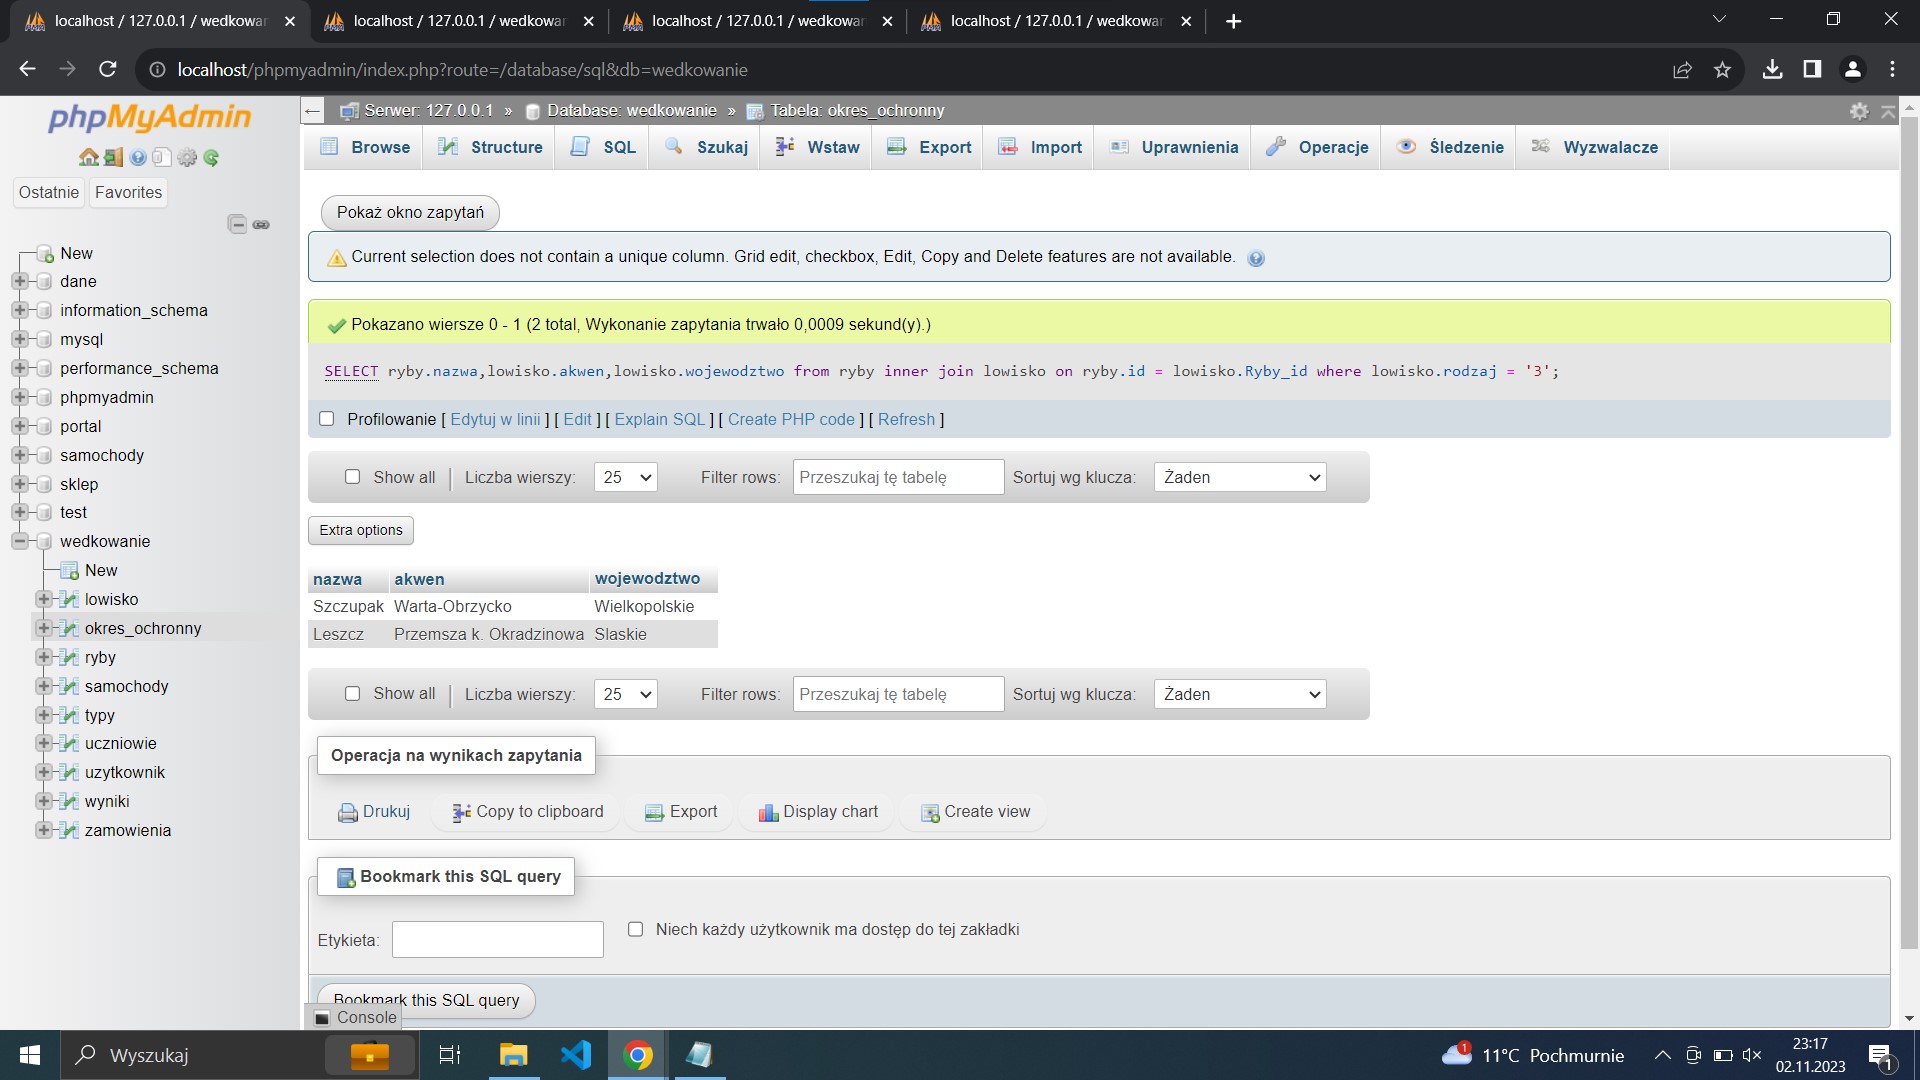 localhost / 127.0.0.1 / wedkowan
localhost / 127.0.0.1 / wedkowan
localhost / 127.0.0.1 / wedkowan
localhost / 127.0.0.1 / wedkowan
localhost/phpmyadmin/index.php?route=/database/sql&db=wedkowanie
phpMyAdmin
Ostatnie Favorites
New
dane
information_schema
mysql
performance_schema
phpmyadmin
portal
samochody
sklep
test
wedkowanie
New
lowisko
okres_ochronny
ryby
samochody
typy
uczniowie
uzytkownik
wyniki
zamowienia
Serwer: 127.0.0.1 » Database: wedkowanie » Tabela: okres_ochronny
Browse Structure SQL Szukaj Wstaw Export Import Uprawnienia Operacje Śledzenie Wyzwalacze
Pokaż okno zapytań
Current selection does not contain a unique column. Grid edit, checkbox, Edit, Copy and Delete features are not available.
Pokazano wiersze 0 - 1 (2 total, Wykonanie zapytania trwało 0,0009 sekund(y).)
SELECT ryby.nazwa,lowisko.akwen,lowisko.wojewodztwo from ryby inner join lowisko on ryby.id = lowisko.Ryby_id where lowisko.rodzaj = '3';
Profilowanie [ Edytuj w linii ] [ Edit ] [ Explain SQL ] [ Create PHP code ] [ Refresh ]
Show all Liczba wierszy: 25 Filter rows: Przeszukaj tę tabelę Sortuj wg klucza: Żaden
Extra options
nazwa akwen wojewodztwo
Szczupak Warta-Obrzycko Wielkopolskie
Leszcz Przemsza k. Okradzinowa Slaskie
Show all Liczba wierszy: 25 Filter rows: Przeszukaj tę tabelę Sortuj wg klucza: Żaden
Operacja na wynikach zapytania
Drukuj Copy to clipboard Export Display chart Create view
Bookmark this SQL query
Etykieta: Niech każdy użytkownik ma dostęp do tej zakładki
Bookmark this SQL query
Console
Wyszukaj
1 11°C Pochmurnie
23:17
02.11.2023
1